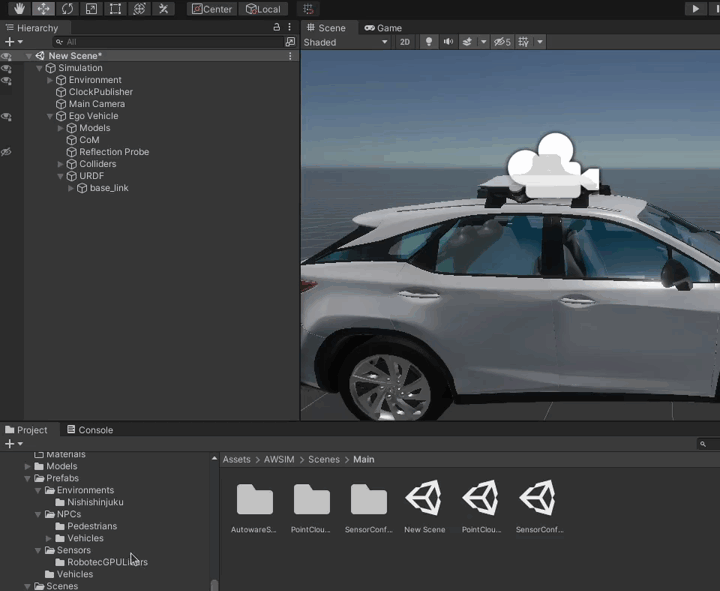 Center Local
Hierarchy
All
New Scene*
Simulation
Environment
ClockPublisher
Main Camera
Ego Vehicle
Models
CoM
Reflection Probe
Colliders
URDF
base_link
Scene Game
Shaded 2D 5
Project Console
Materials
Models
Prefabs
Environments
Nishishinjuku
NPCs
Pedestrians
Vehicles
Sensors
RobotecGPULidars
Vehicles
Scenes
Assets > AWSIM > Scenes > Main
AutowareS... PointClou... SensorConf... New Scene PointClou... SensorConf...